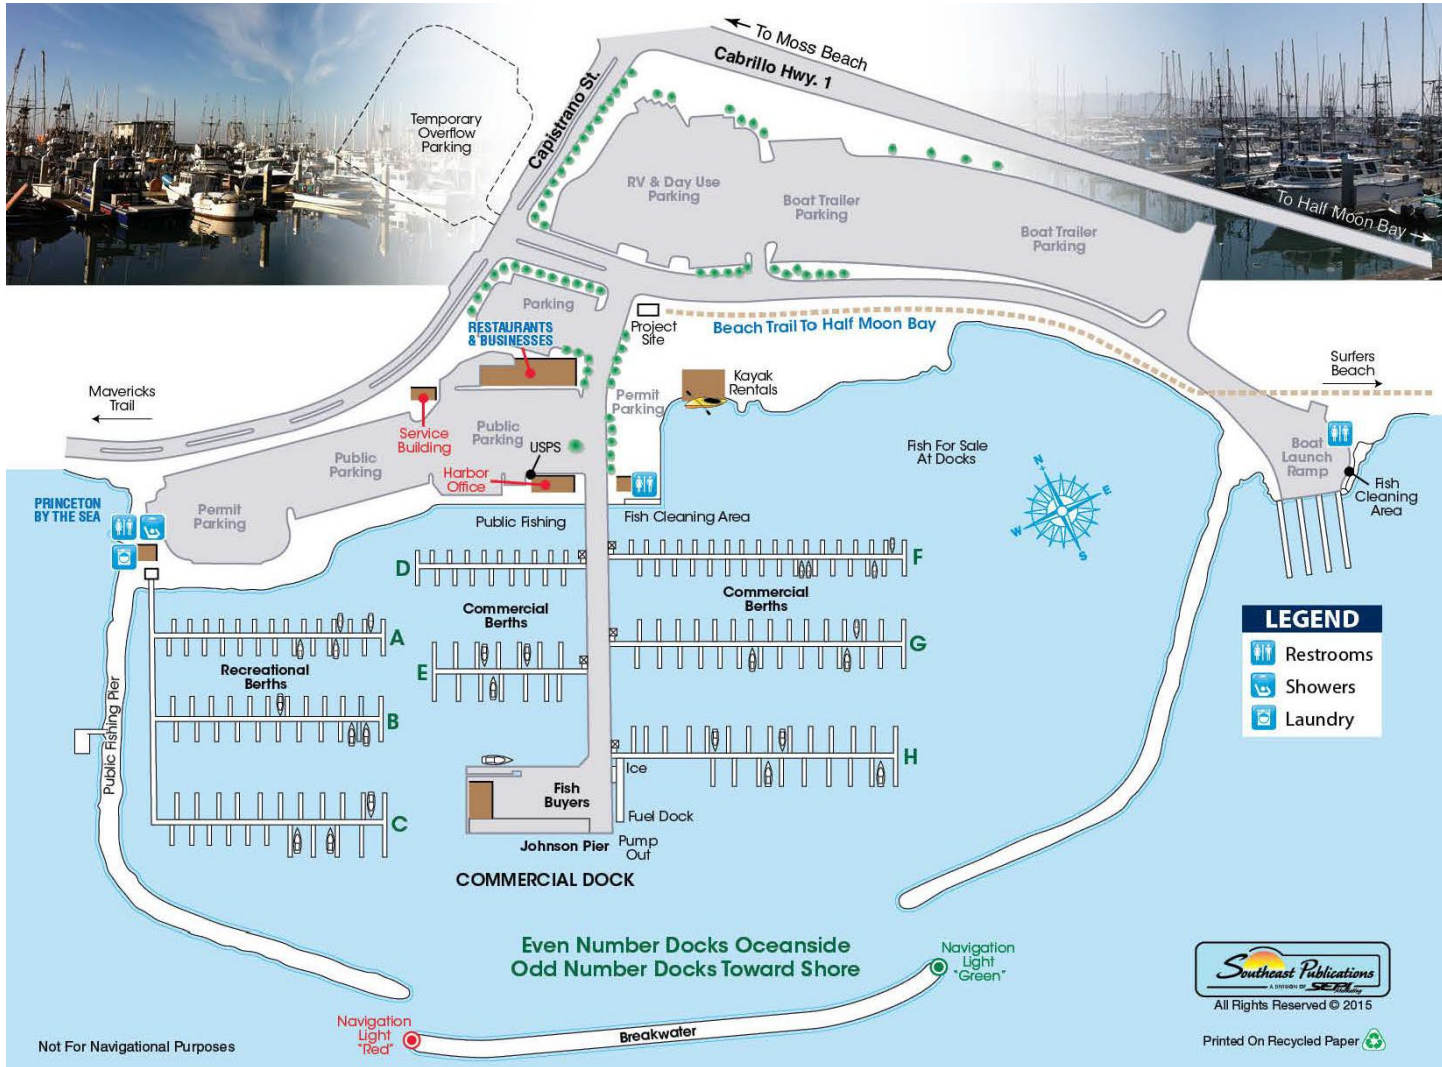 To Moss Beach
Cabrillo Hwy. 1
Capistrano St.
Temporary
Overflow
Parking
RV & Day Use
Parking
Boat Trailer
Parking
Boat Trailer
Parking
To Half Moon Bay
Parking
RESTAURANTS
& BUSINESSES
Project
Site
Beach Trail To Half Moon Bay
Surfers
Beach
Mavericks
Trail
Kayak
Rentals
Permit
Parking
Service
Building
Public
Parking
USPS
Public
Parking
Harbor
Office
Fish For Sale
At Docks
Boat
Launch
Ramp
Fish
Cleaning
Area
N
E
W
S
PRINCETON
BY THE SEA
Permit
Parking
Public Fishing
Fish Cleaning Area
D
F
Commercial
Berths
Commercial
Berths
A
G
E
Recreational
Berths
B
H
C
Public Fishing Pier
Ice
Fish
Buyers
Fuel Dock
Johnson Pier
Pump
Out
COMMERCIAL DOCK
LEGEND
Restrooms
Showers
Laundry
Even Number Docks Oceanside
Odd Number Docks Toward Shore
Navigation
Light
"Green"
Navigation
Light
"Red"
Breakwater
Not For Navigational Purposes
Southeast Publications
A DIVISION OF SEPI Marketing
All Rights Reserved © 2015
Printed On Recycled Paper